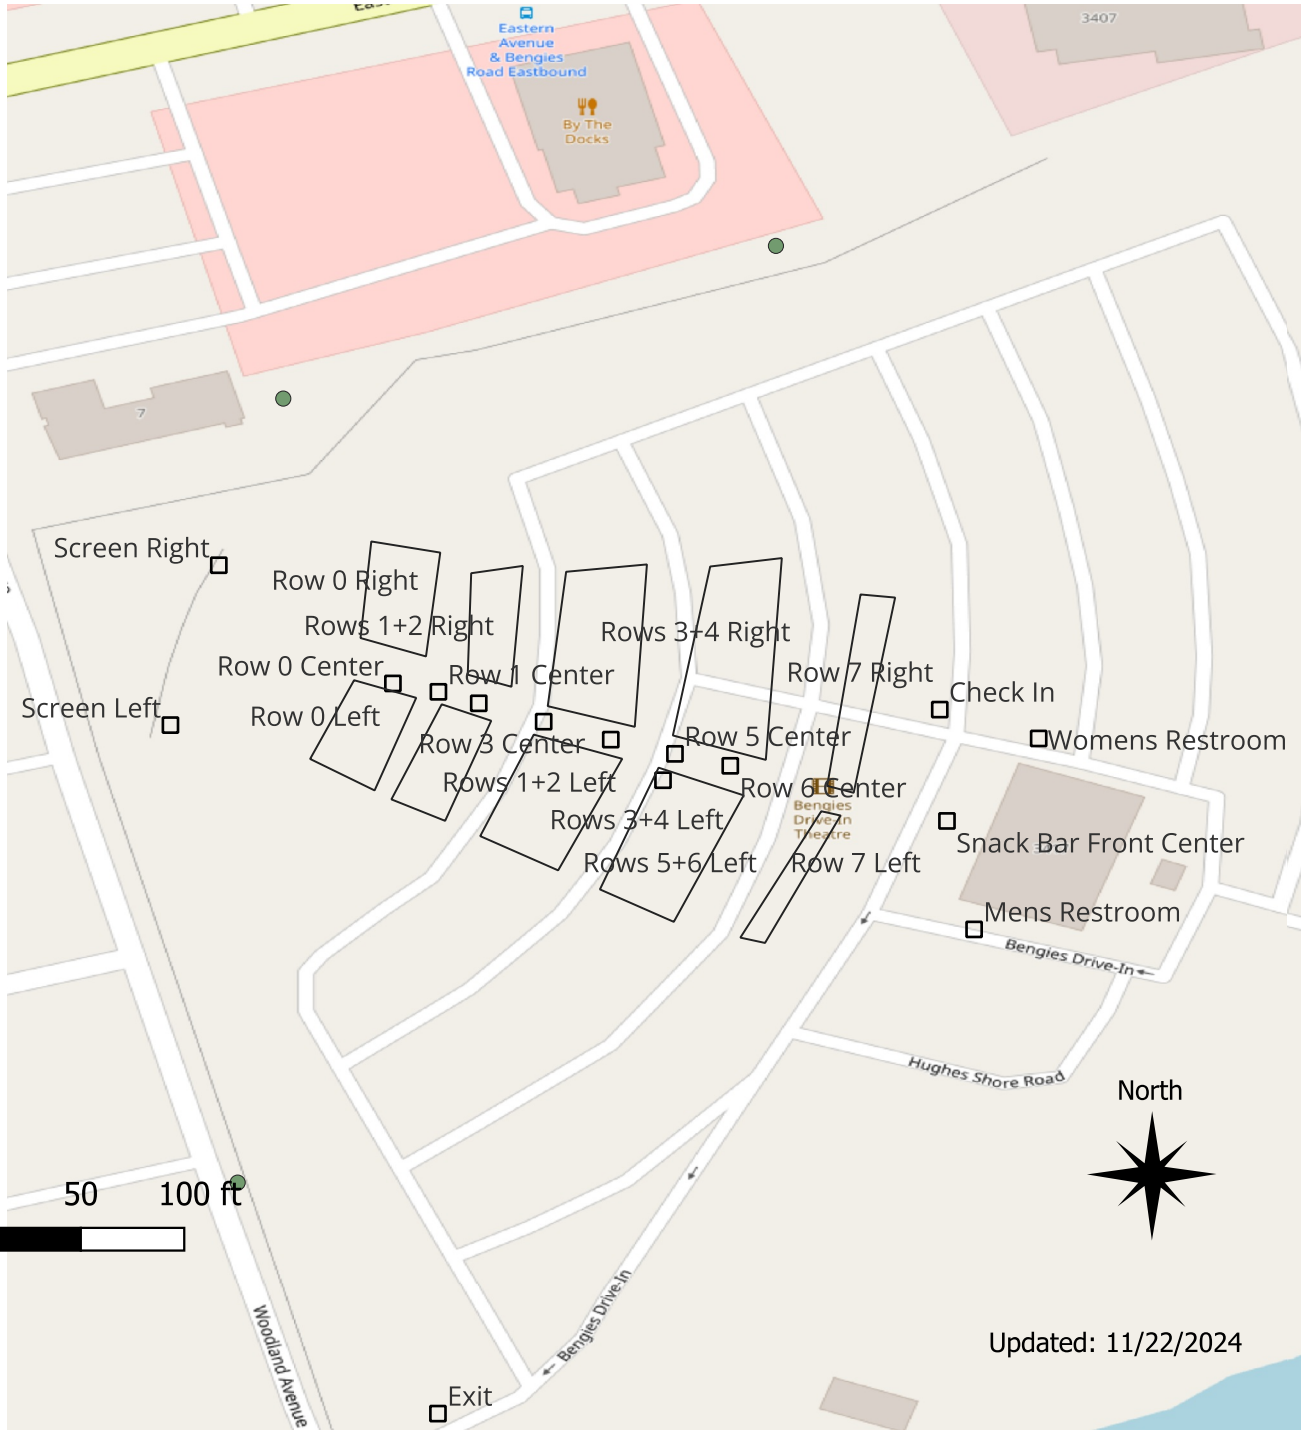 3407
Eastern
Avenue
& Bengies
Road Eastbound
By The
Docks
7
Screen Right
Row 0 Right
Rows 1+2 Right
Rows 3+4 Right
Row 0 Center
Row 1 Center
Row 7 Right
Check In
Screen Left
Row 0 Left
Row 3 Center
Row 5 Center
Womens Restroom
Rows 1+2 Left
Row 6 Center
Bengies
Drive-In
Theatre
Rows 3+4 Left
Snack Bar Front Center
Rows 5+6 Left
Row 7 Left
Mens Restroom
Bengies Drive-In
Hughes Shore Road
North
50
100 ft
Bengies Drive-In
Woodland Avenue
Updated: 11/22/2024
Exit